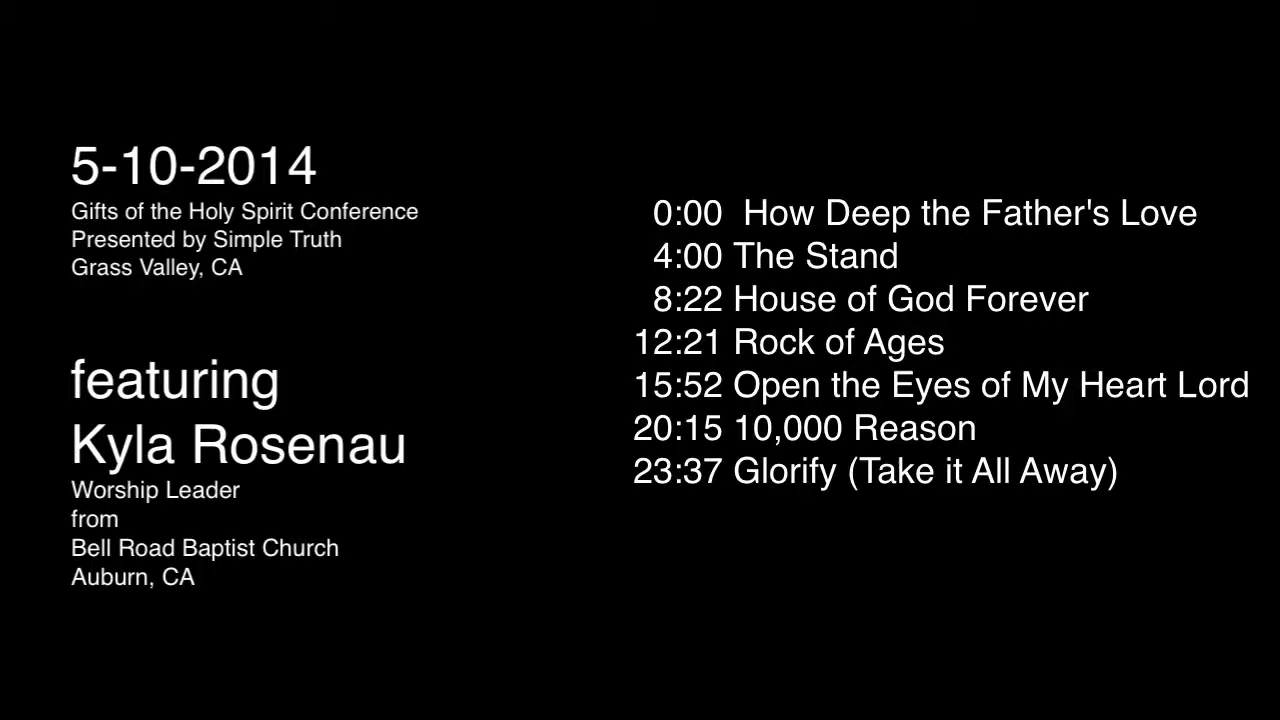 5-10-2014
Gifts of the Holy Spirit Conference
Presented by Simple Truth
Grass Valley, CA
featuring
Kyla Rosenau
Worship Leader
from
Bell Road Baptist Church
Auburn, CA
0:00 How Deep the Father's Love
4:00 The Stand
8:22 House of God Forever
12:21 Rock of Ages
15:52 Open the Eyes of My Heart Lord
20:15 10,000 Reason
23:37 Glorify (Take it All Away)